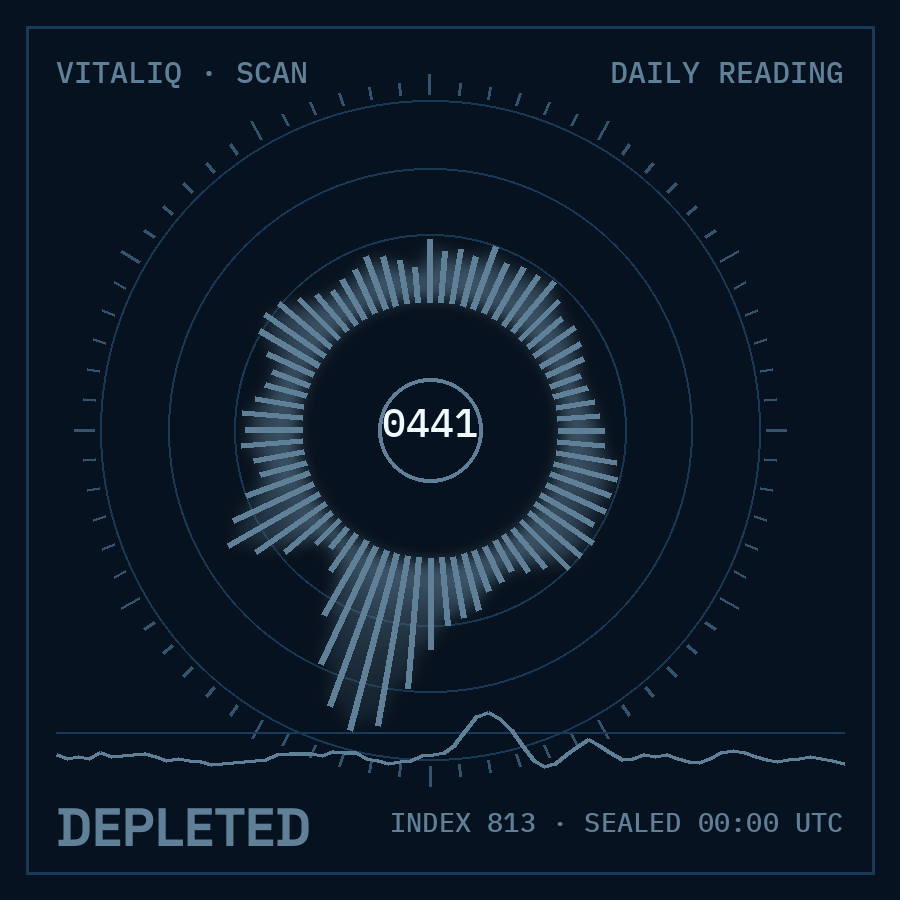 VITALIQ · SCAN
DAILY READING
0441
DEPLETED
INDEX 813 · SEALED 00:00 UTC